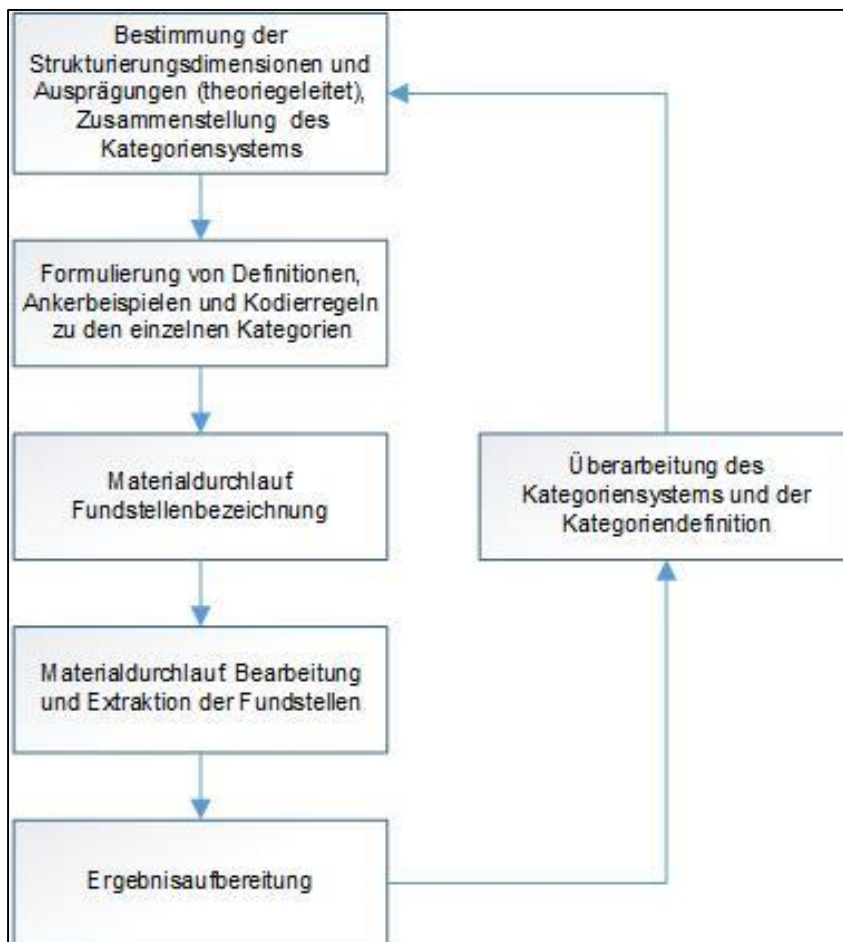 Bestimmung der
Strukturierungsdimensionen und
Ausprägungen (theoriegeleitet),
Zusammenstellung des
Kategoriensystems
Formulierung von Definitionen,
Ankerbeispielen und Kodierregeln
zu den einzelnen Kategorien
Materialdurchlauf
Fundstellenbezeichnung
Überarbeitung des
Kategoriensystems und der
Kategoriendefinition
Materialdurchlauf Bearbeitung
und Extraktion der Fundstellen
Ergebnisaufbereitung